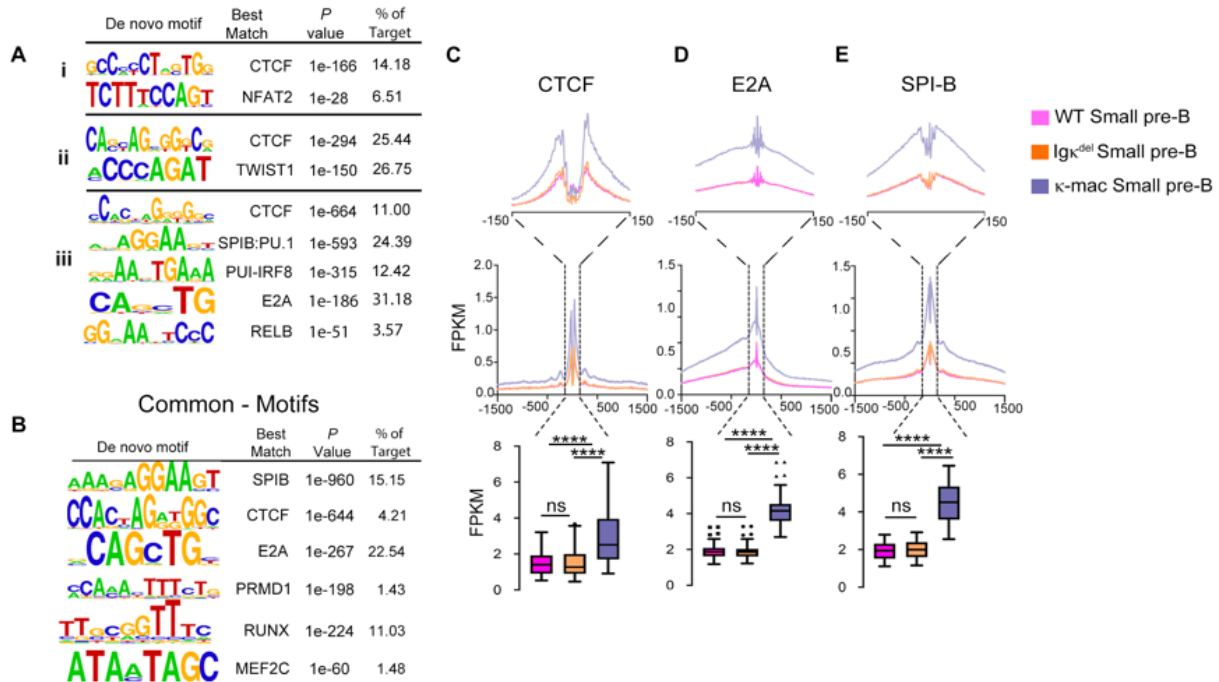 A
De novo motif Best Match P value % of Target
i
GCCGCCTAGTGG CTCF 1e-166 14.18
TCTTTCCAGT NFAT2 1e-28 6.51
ii
CTCF 1e-294 25.44
ACCCAGAT TWIST1 1e-150 26.75
iii
CTCF 1e-664 11.00
SPIB:PU.1 1e-593 24.39
PUI-IRF8 1e-315 12.42
E2A 1e-186 31.18
RELB 1e-51 3.57
B
Common - Motifs
De novo motif Best Match P Value % of Target
AAAGAGGAAGT SPIB 1e-960 15.15
CCACTAGATGGC CTCF 1e-644 4.21
CAGCTG E2A 1e-267 22.54
PRMD1 1e-198 1.43
RUNX 1e-224 11.03
ATAATAGC MEF2C 1e-60 1.48
C
CTCF
-150 150
FPKM
2.0
1.5
1.0
0.5
0.0
-1500 -500 500 1500
FPKM
8
6
4
2
0
****
****
ns
D
E2A
-150 150
1.5
1.0
0.5
0
-1500 -500 500 1500
8
6
4
2
0
****
****
ns
E
SPI-B
-150 150
1.5
1.0
0.5
0
-1500 -500 500 1500
8
6
4
2
0
****
****
ns
WT Small pre-B
Igκdel Small pre-B
κ-mac Small pre-B